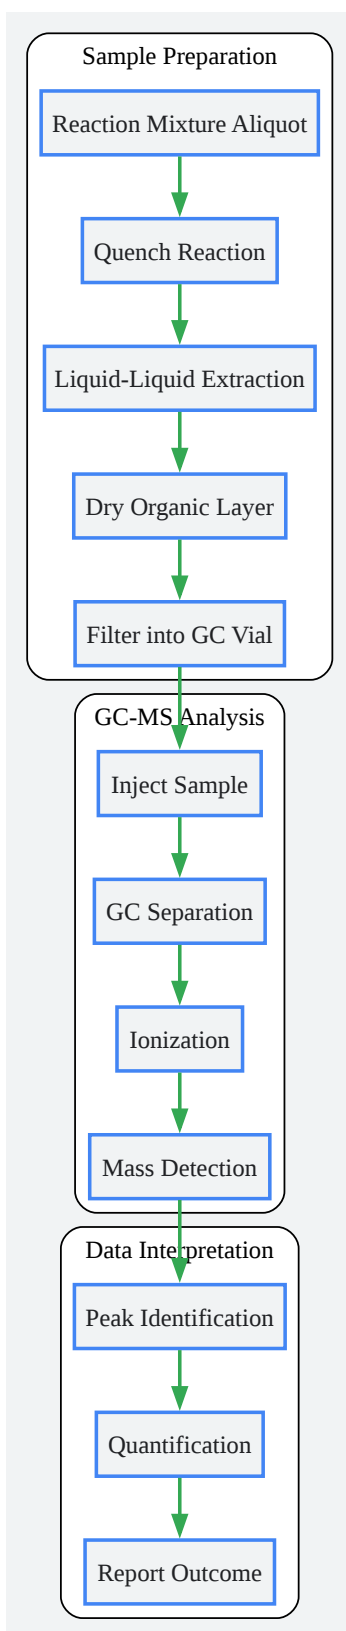 Sample Preparation
Reaction Mixture Aliquot
Quench Reaction
Liquid-Liquid Extraction
Dry Organic Layer
Filter into GC Vial
GC-MS Analysis
Inject Sample
GC Separation
Ionization
Mass Detection
Data Interpretation
Peak Identification
Quantification
Report Outcome